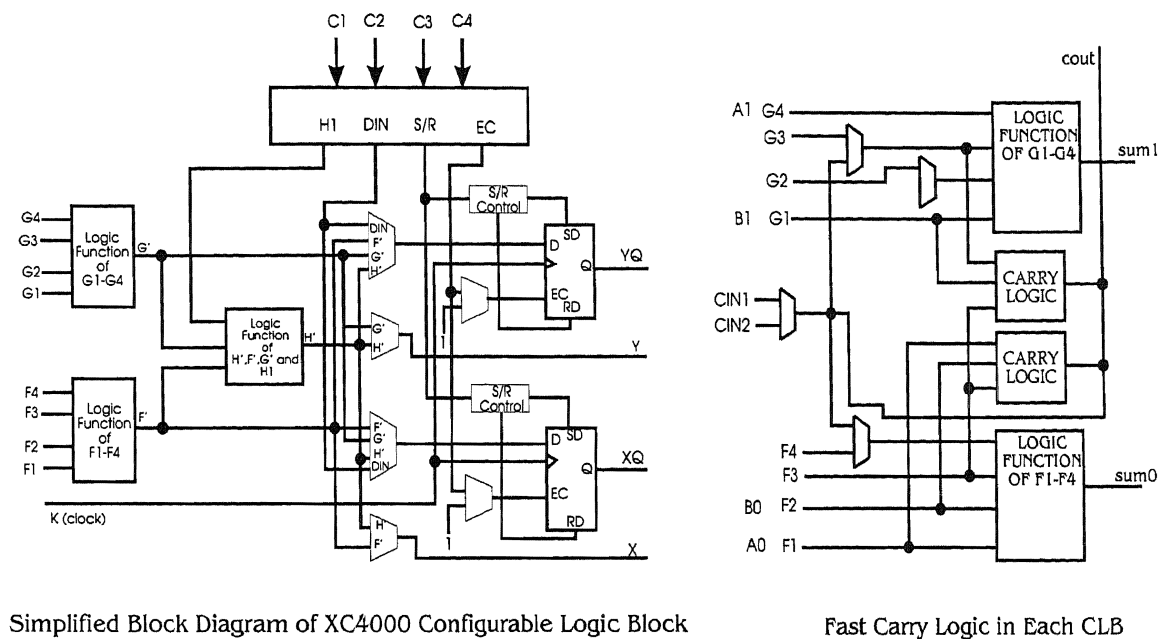 C1 C2 C3 C4
H1 DIN S/R EC
S/R
Control
G4
G3
G2
G1
Logic
Function
of
G1-G4
G'
DIN
F'
G'
H'
SD
D
Q
EC
RD
YQ
1
Logic
Function
of
H',F',G' and
H1
H'
G'
H'
Y
F4
F3
F2
F1
Logic
Function
of
F1-F4
F'
S/R
Control
F'
G'
H'
DIN
SD
D
Q
EC
RD
XQ
1
K (clock)
H'
F'
X
Simplified Block Diagram of XC4000 Configurable Logic Block
cout
A1 G4
G3
G2
B1 G1
LOGIC
FUNCTION
OF G1-G4
sum1
CARRY
LOGIC
CIN1
CIN2
CARRY
LOGIC
F4
F3
B0 F2
A0 F1
LOGIC
FUNCTION
OF F1-F4
sum0
Fast Carry Logic in Each CLB